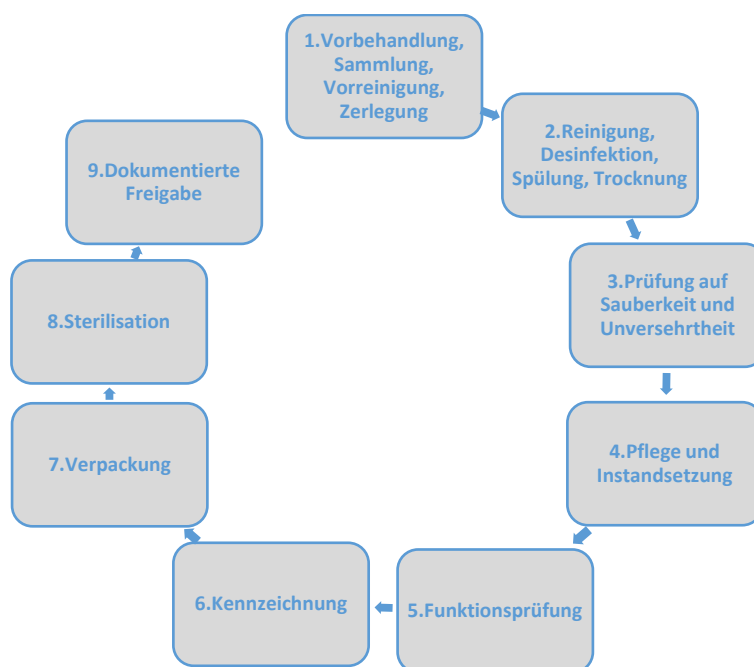 1.Vorbehandlung,
Sammlung,
Vorreinigung,
Zerlegung
2.Reinigung,
Desinfektion,
Spülung, Trocknung
3.Prüfung auf
Sauberkeit und
Unversehrtheit
4.Pflege und
Instandsetzung
5.Funktionsprüfung
6.Kennzeichnung
7.Verpackung
8.Sterilisation
9.Dokumentierte
Freigabe